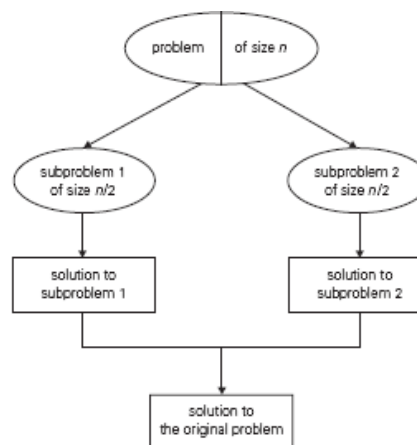 problem of size n
subproblem 1
of size n/2
subproblem 2
of size n/2
solution to
subproblem 1
solution to
subproblem 2
solution to
the original problem